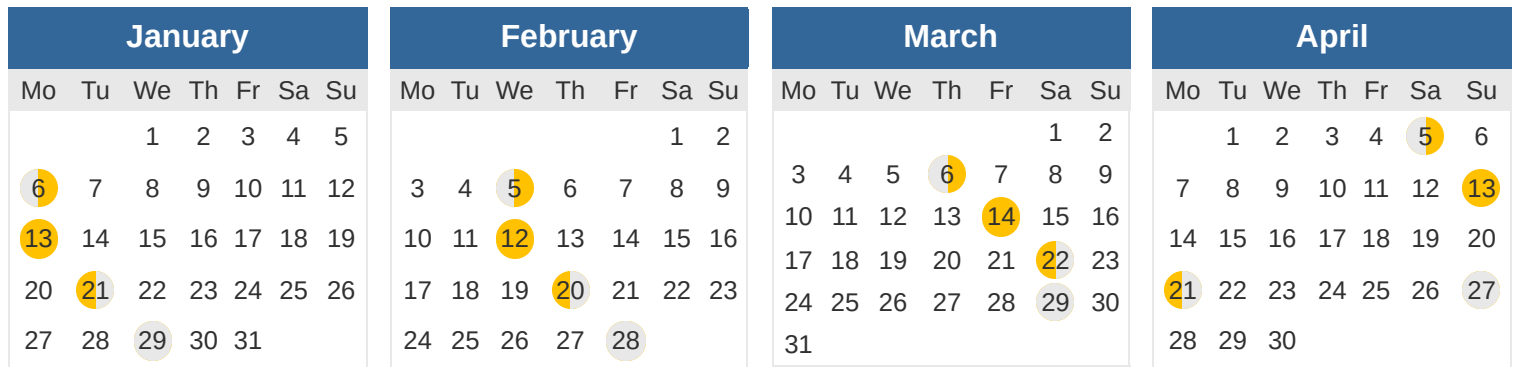 January
Mo Tu We Th Fr Sa Su
1 2 3 4 5
6 7 8 9 10 11 12
13 14 15 16 17 18 19
20 21 22 23 24 25 26
27 28 29 30 31
February
Mo Tu We Th Fr Sa Su
1 2
3 4 5 6 7 8 9
10 11 12 13 14 15 16
17 18 19 20 21 22 23
24 25 26 27 28
March
Mo Tu We Th Fr Sa Su
1 2
3 4 5 6 7 8 9
10 11 12 13 14 15 16
17 18 19 20 21 22 23
24 25 26 27 28 29 30
31
April
Mo Tu We Th Fr Sa Su
1 2 3 4 5 6
7 8 9 10 11 12 13
14 15 16 17 18 19 20
21 22 23 24 25 26 27
28 29 30